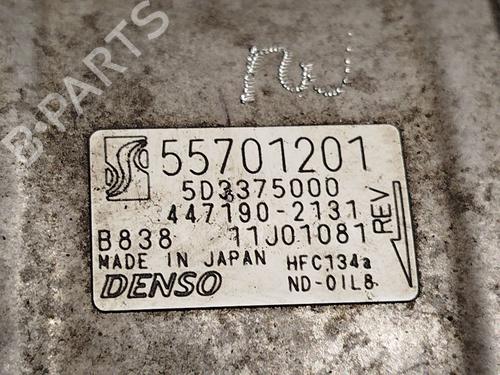 B-PARTS
55701201
5D3375000
447190-2131
B838 11J01081
REV
MADE IN JAPAN HFC134a
DENSO ND-OIL8